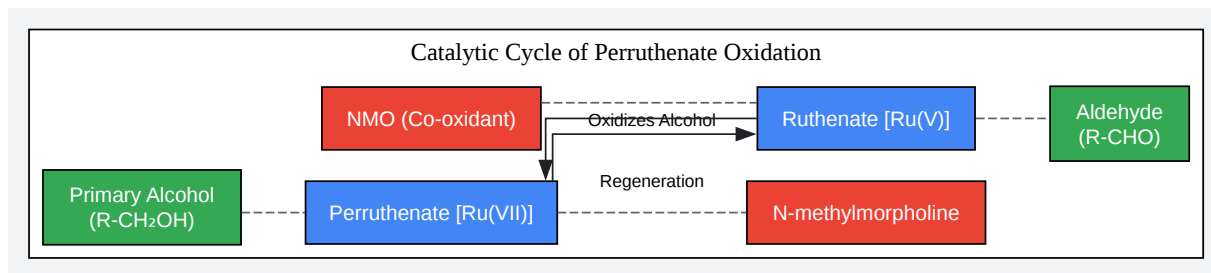 Catalytic Cycle of Perruthenate Oxidation
NMO (Co-oxidant)
Oxidizes Alcohol
Ruthenate [Ru(V)]
Aldehyde
(R-CHO)
Primary Alcohol
(R-CH₂OH)
Perruthenate [Ru(VII)]
Regeneration
N-methylmorpholine